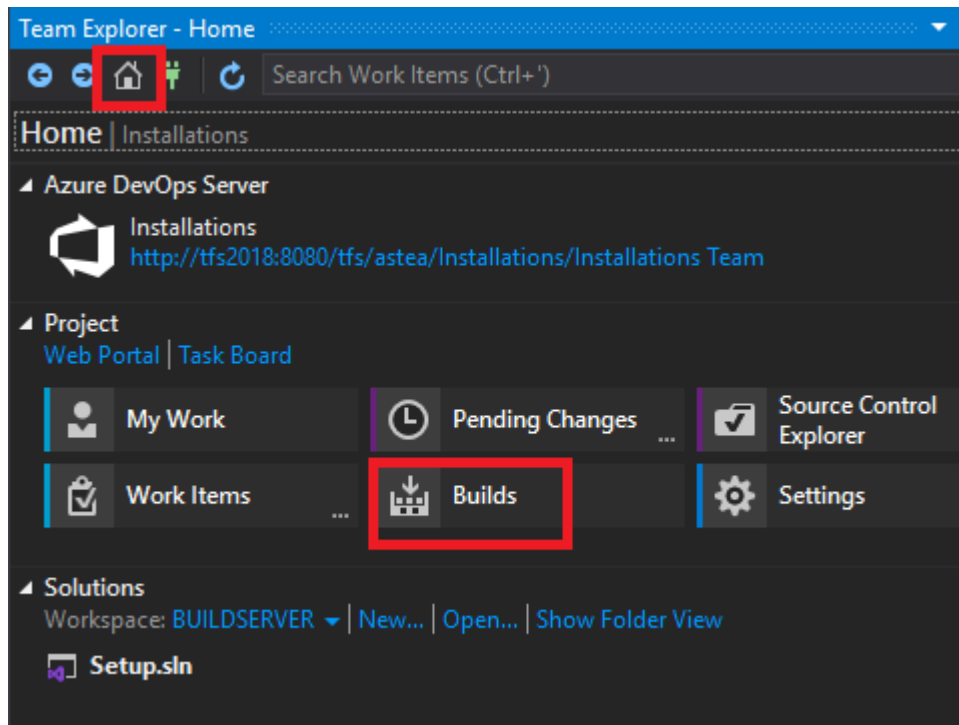 Team Explorer - Home
Search Work Items (Ctrl+')
Home | Installations
Azure DevOps Server
Installations
http://tfs2018:8080/tfs/astea/Installations/Installations Team
Project
Web Portal | Task Board
My Work
Pending Changes ...
Source Control
Explorer
Work Items ...
Builds
Settings
Solutions
Workspace: BUILDSERVER | New... | Open... | Show Folder View
Setup.sln